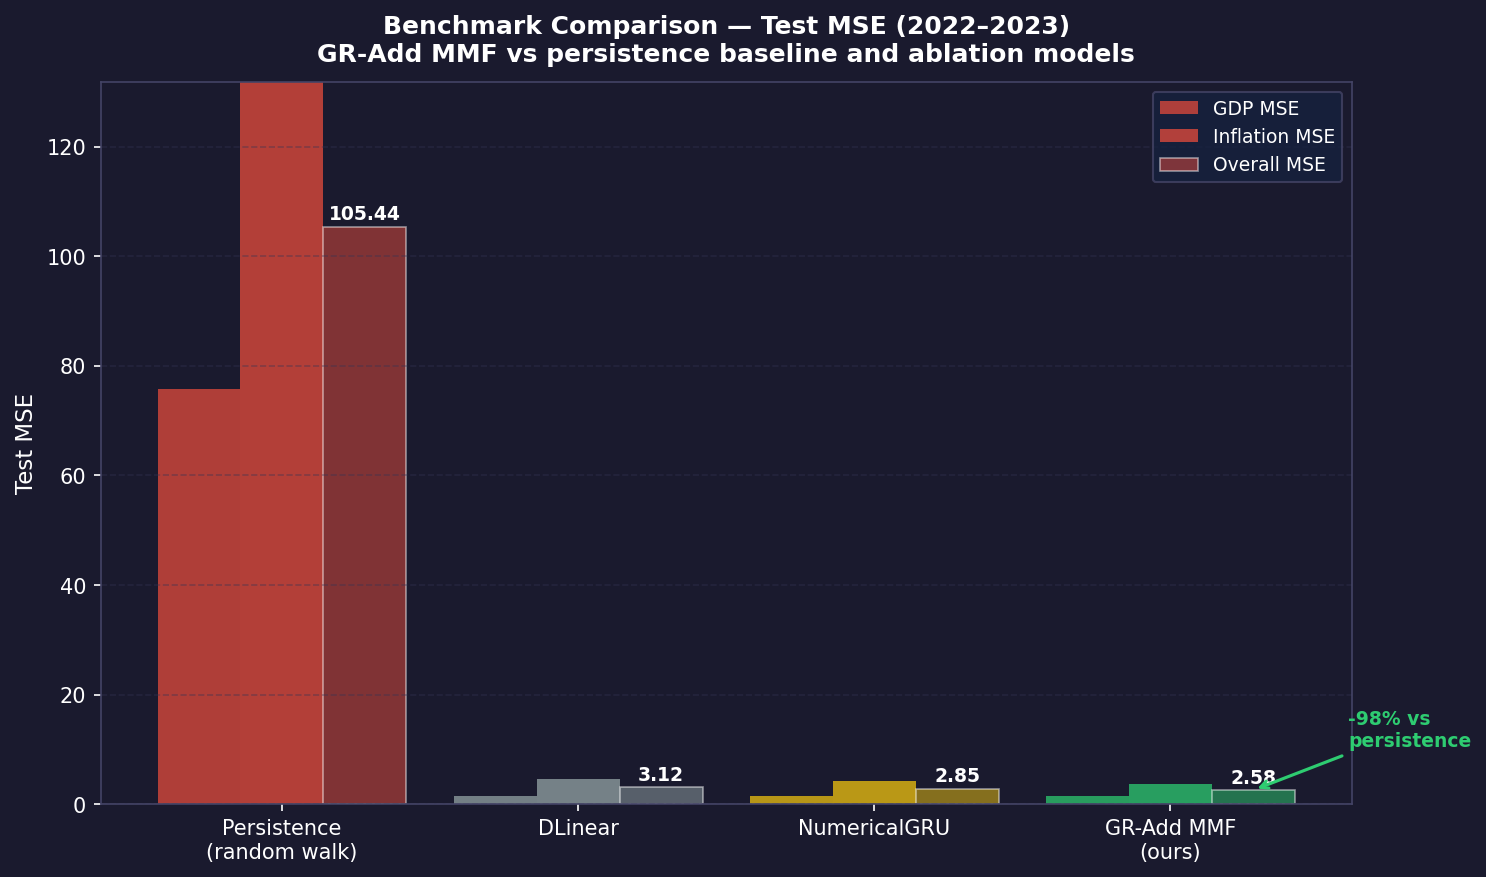 Benchmark Comparison — Test MSE (2022–2023)
GR-Add MMF vs persistence baseline and ablation models
GDP MSE
Inflation MSE
Overall MSE
Test MSE
120
100
80
60
40
20
0
105.44
3.12
2.85
2.58
-98% vs
persistence
Persistence
(random walk)
DLinear
NumericalGRU
GR-Add MMF
(ours)